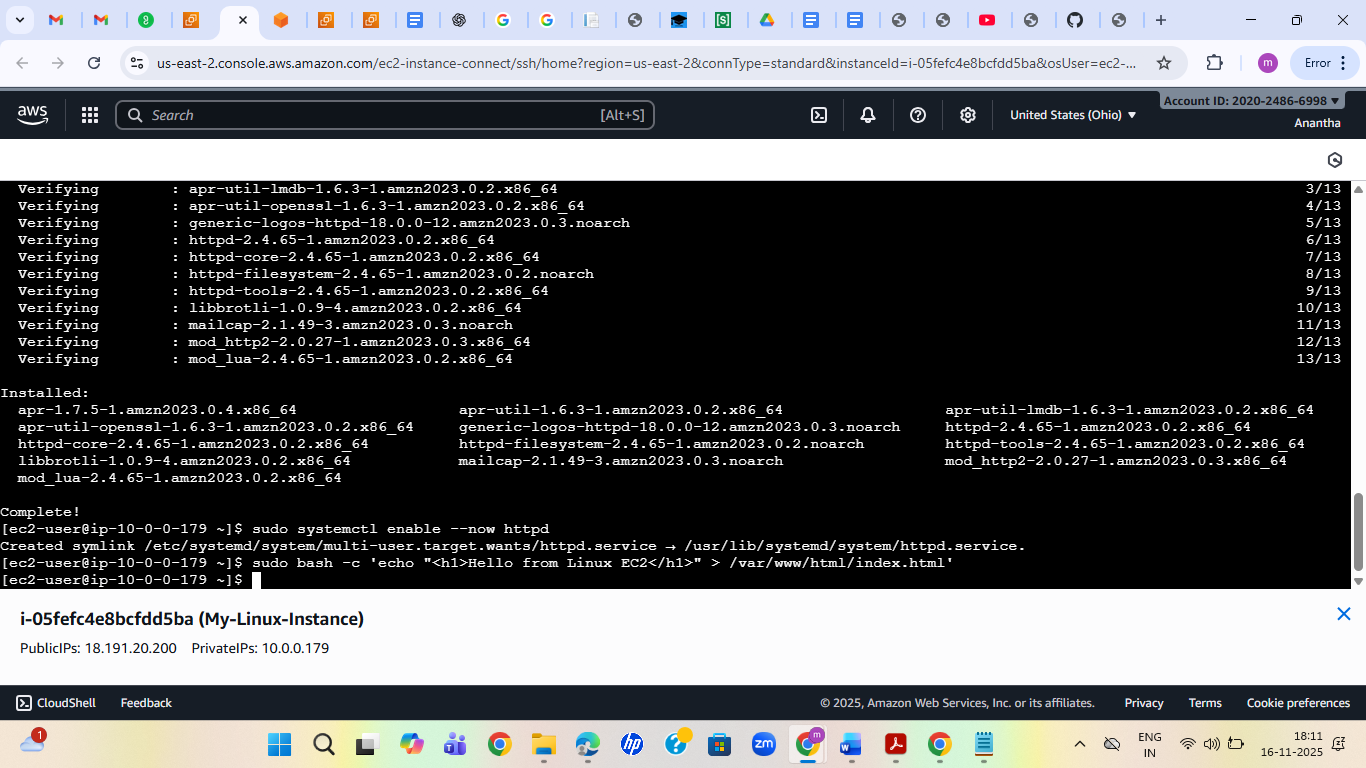 Error
us-east-2.console.aws.amazon.com/ec2-instance-connect/ssh/home?region=us-east-2&connType=standard&instanceId=i-05fefc4e8bcfdd5ba&osUser=ec2-...
m
aws
Search [Alt+S]
United States (Ohio) ▼
Account ID: 2020-2486-6998 ▼
Anantha
Verifying : apr-util-lmdb-1.6.3-1.amzn2023.0.2.x86_64 3/13
Verifying : apr-util-openssl-1.6.3-1.amzn2023.0.2.x86_64 4/13
Verifying : generic-logos-httpd-18.0.0-12.amzn2023.0.3.noarch 5/13
Verifying : httpd-2.4.65-1.amzn2023.0.2.x86_64 6/13
Verifying : httpd-core-2.4.65-1.amzn2023.0.2.x86_64 7/13
Verifying : httpd-filesystem-2.4.65-1.amzn2023.0.2.noarch 8/13
Verifying : httpd-tools-2.4.65-1.amzn2023.0.2.x86_64 9/13
Verifying : libbrotli-1.0.9-4.amzn2023.0.2.x86_64 10/13
Verifying : mailcap-2.1.49-3.amzn2023.0.3.noarch 11/13
Verifying : mod_http2-2.0.27-1.amzn2023.0.3.x86_64 12/13
Verifying : mod_lua-2.4.65-1.amzn2023.0.2.x86_64 13/13
Installed:
apr-1.7.5-1.amzn2023.0.4.x86_64 apr-util-1.6.3-1.amzn2023.0.2.x86_64 apr-util-lmdb-1.6.3-1.amzn2023.0.2.x86_64
apr-util-openssl-1.6.3-1.amzn2023.0.2.x86_64 generic-logos-httpd-18.0.0-12.amzn2023.0.3.noarch httpd-2.4.65-1.amzn2023.0.2.x86_64
httpd-core-2.4.65-1.amzn2023.0.2.x86_64 httpd-filesystem-2.4.65-1.amzn2023.0.2.noarch httpd-tools-2.4.65-1.amzn2023.0.2.x86_64
libbrotli-1.0.9-4.amzn2023.0.2.x86_64 mailcap-2.1.49-3.amzn2023.0.3.noarch mod_http2-2.0.27-1.amzn2023.0.3.x86_64
mod_lua-2.4.65-1.amzn2023.0.2.x86_64
Complete!
[ec2-user@ip-10-0-0-179 ~]$ sudo systemctl enable --now httpd
Created symlink /etc/systemd/system/multi-user.target.wants/httpd.service → /usr/lib/systemd/system/httpd.service.
[ec2-user@ip-10-0-0-179 ~]$ sudo bash -c 'echo "<h1>Hello from Linux EC2</h1>" > /var/www/html/index.html'
[ec2-user@ip-10-0-0-179 ~]$
i-05fefc4e8bcfdd5ba (My-Linux-Instance)
PublicIPs: 18.191.20.200 PrivateIPs: 10.0.0.179
CloudShell Feedback © 2025, Amazon Web Services, Inc. or its affiliates. Privacy Terms Cookie preferences
1
hp
zm
m
ENG
IN
18:11
16-11-2025